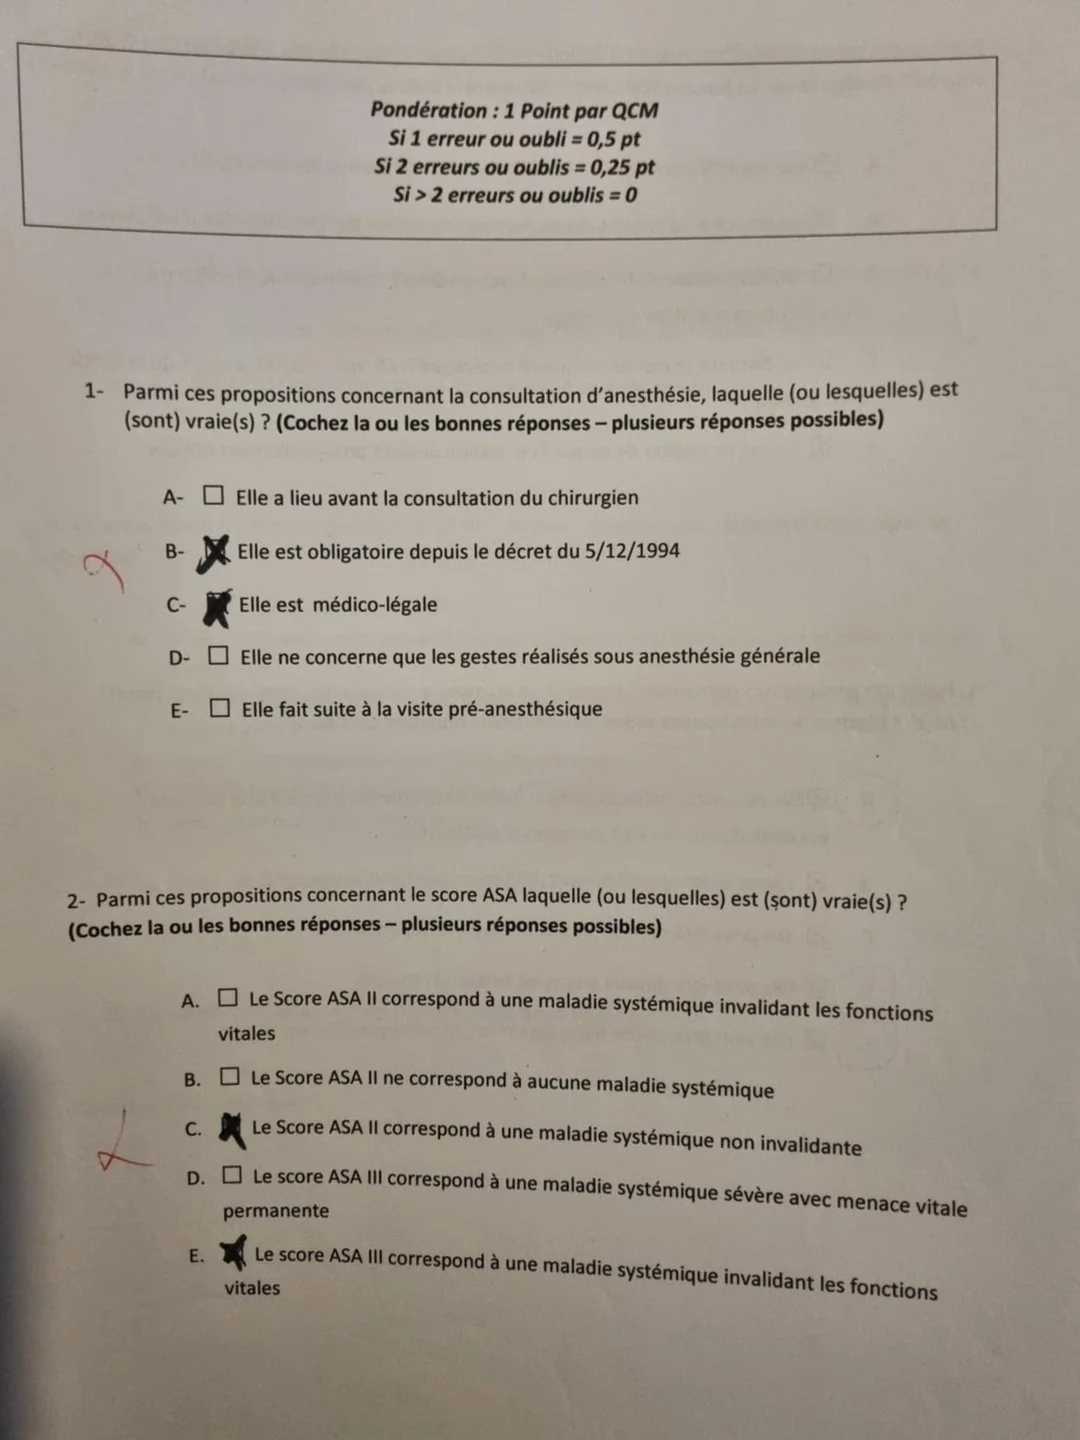 Pondération : 1 Point par QCM
Si 1 erreur ou oubli = 0,5 pt
Si 2 erreurs ou oublis = 0,25 pt
Si > 2 erreurs ou oublis = 0
1- Parmi ces propositions concernant la consultation d'anesthésie, laquelle (ou lesquelles) est
(sont) vraie(s) ? (Cochez la ou les bonnes réponses – plusieurs réponses possibles)
A- ☐ Elle a lieu avant la consultation du chirurgien
B- ☒ Elle est obligatoire depuis le décret du 5/12/1994
C- ☒ Elle est médico-légale
D- ☐ Elle ne concerne que les gestes réalisés sous anesthésie générale
E- ☐ Elle fait suite à la visite pré-anesthésique
2- Parmi ces propositions concernant le score ASA laquelle (ou lesquelles) est (sont) vraie(s) ?
(Cochez la ou les bonnes réponses – plusieurs réponses possibles)
A. ☐ Le Score ASA II correspond à une maladie systémique invalidant les fonctions
vitales
B. ☐ Le Score ASA II ne correspond à aucune maladie systémique
C. ☒ Le Score ASA II correspond à une maladie systémique non invalidante
D. ☐ Le score ASA III correspond à une maladie systémique sévère avec menace vitale
permanente
E. ☒ Le score ASA III correspond à une maladie systémique invalidant les fonctions
vitales